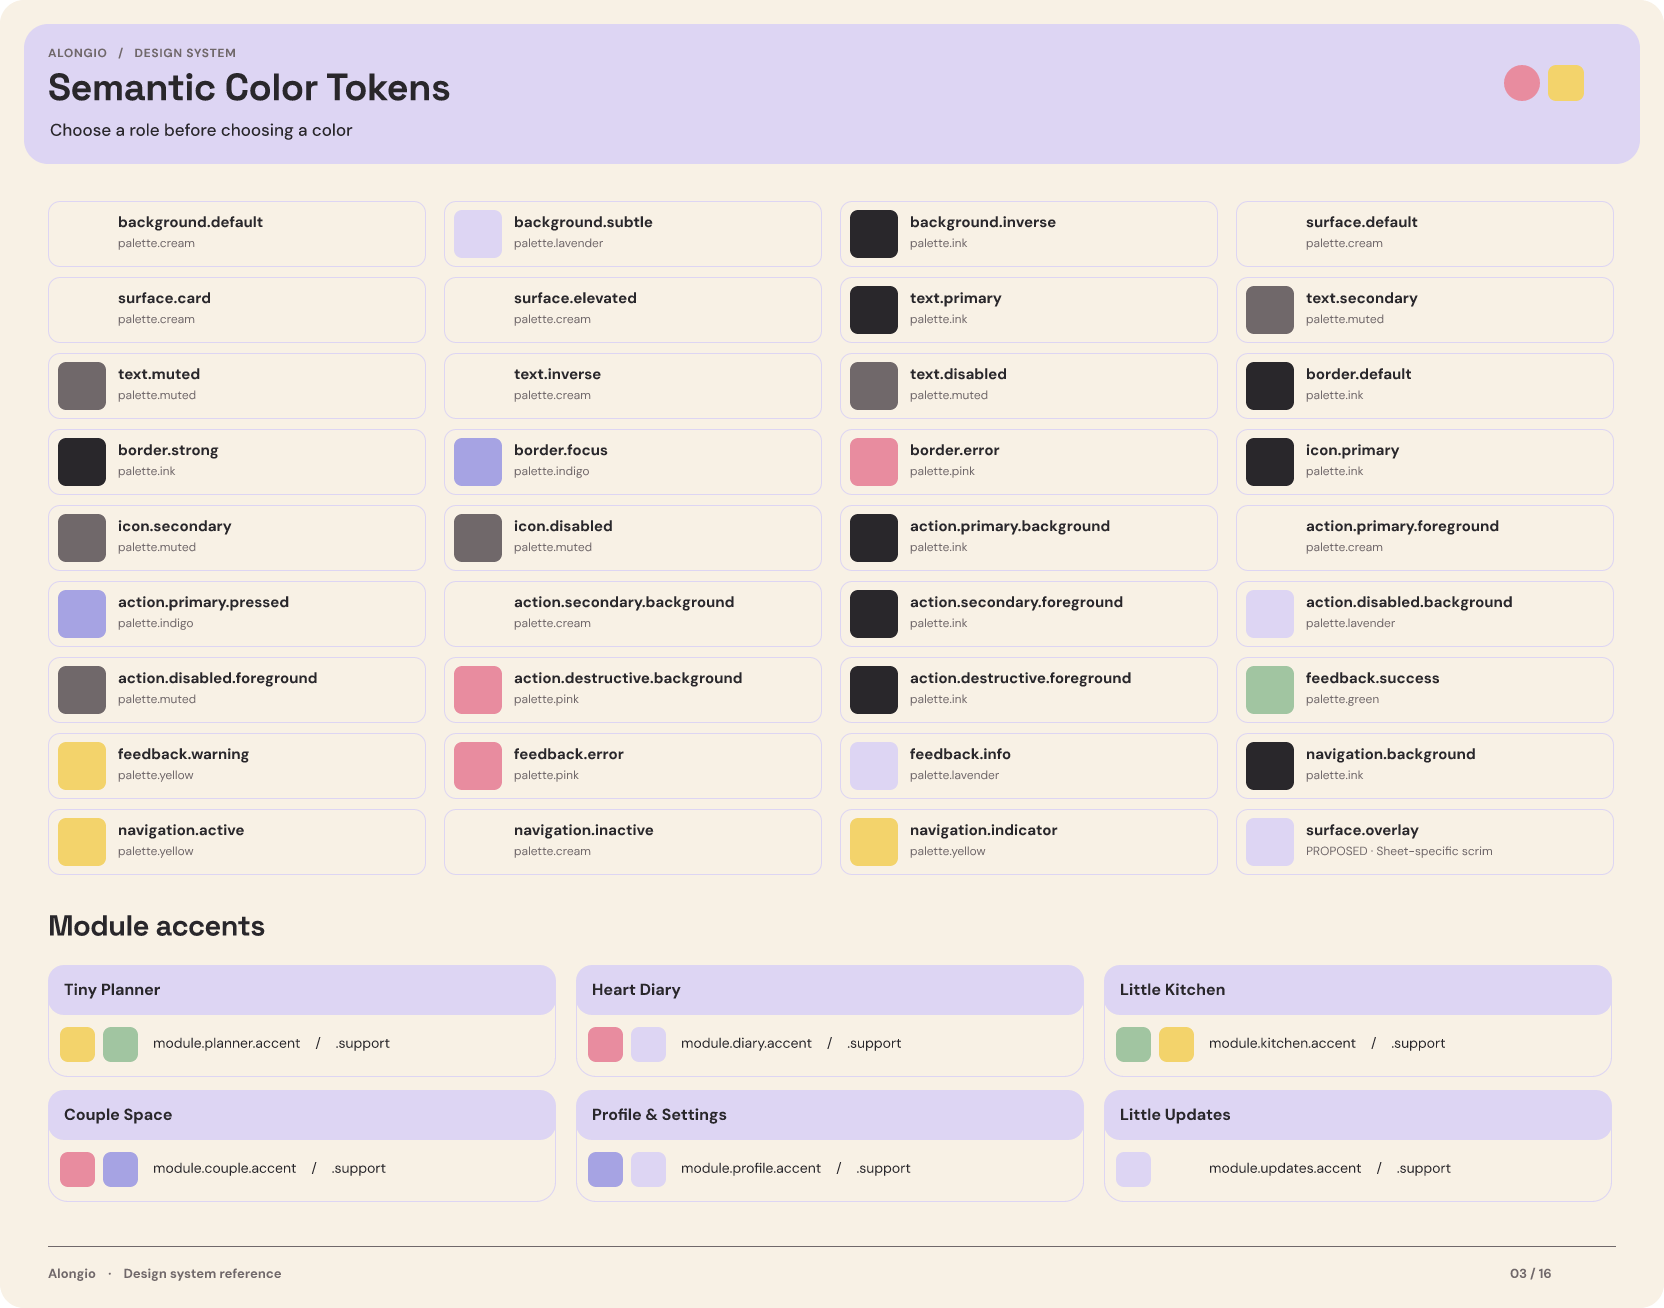 ALONGIO / DESIGN SYSTEM
Semantic Color Tokens
Choose a role before choosing a color
background.default
palette.cream
background.subtle
palette.lavender
background.inverse
palette.ink
surface.default
palette.cream
surface.card
palette.cream
surface.elevated
palette.cream
text.primary
palette.ink
text.secondary
palette.muted
text.muted
palette.muted
text.inverse
palette.cream
text.disabled
palette.muted
border.default
palette.ink
border.strong
palette.ink
border.focus
palette.indigo
border.error
palette.pink
icon.primary
palette.ink
icon.secondary
palette.muted
icon.disabled
palette.muted
action.primary.background
palette.ink
action.primary.foreground
palette.cream
action.primary.pressed
palette.indigo
action.secondary.background
palette.cream
action.secondary.foreground
palette.ink
action.disabled.background
palette.lavender
action.disabled.foreground
palette.muted
action.destructive.background
palette.pink
action.destructive.foreground
palette.ink
feedback.success
palette.green
feedback.warning
palette.yellow
feedback.error
palette.pink
feedback.info
palette.lavender
navigation.background
palette.ink
navigation.active
palette.yellow
navigation.inactive
palette.cream
navigation.indicator
palette.yellow
surface.overlay
PROPOSED · Sheet-specific scrim
Module accents
Tiny Planner
module.planner.accent / .support
Heart Diary
module.diary.accent / .support
Little Kitchen
module.kitchen.accent / .support
Couple Space
module.couple.accent / .support
Profile & Settings
module.profile.accent / .support
Little Updates
module.updates.accent / .support
Alongio · Design system reference
03 / 16